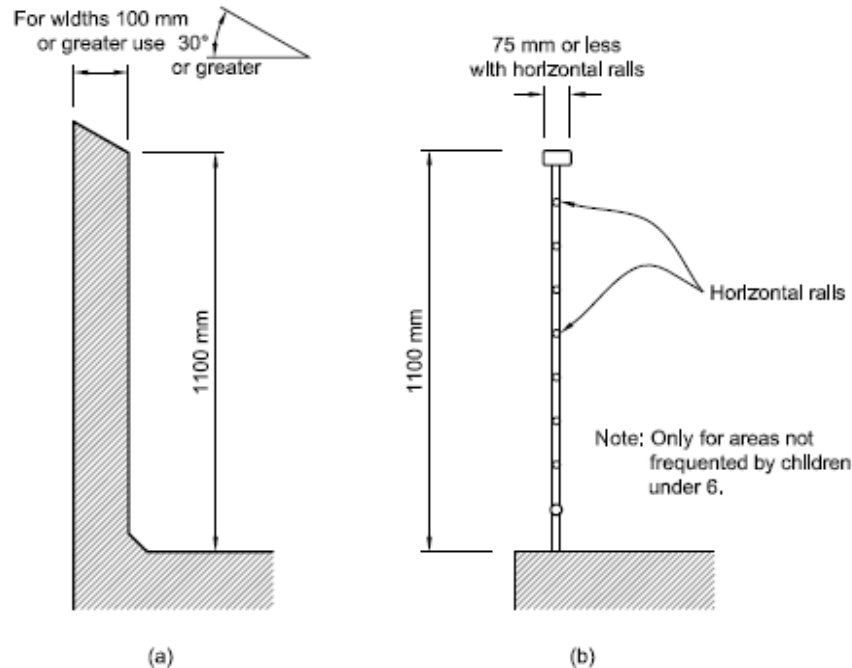 For widths 100 mm
or greater use 30°
or greater
1100 mm
(a)
75 mm or less
with horizontal rails
1100 mm
Horizontal rails
Note: Only for areas not
frequented by children
under 6.
(b)